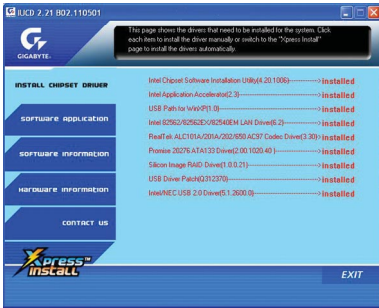 IUCD 2.21 B02.110501
This page shows the drivers that need to be installed for the system. Click
each item to install the driver manually or switch to the "Xpress Install"
page to install the drivers automatically.
GIGABYTE
INSTALL CHIPSET DRIVER
SOFTWARE APPLICATION
SOFTWARE INFORMATION
HARDWARE INFORMATION
CONTACT US
Xpress™
INSTALL
Intel Chipset Software Installation Utility(4.20.1006)-------------->installed
Intel Application Accelerator(2.3)-------------->installed
USB Path for WinXP(1.0)-------------->installed
Intel 82562/82562EX/82540EM LAN Driver(6.2)-------------->installed
RealTek ALC101A/201A/202/650 AC97 Codec Driver(3.30)->installed
Promise 20276 ATA133 Driver(2.00.1020.40 )-------------->installed
Silicon Image RAID Driver(1.0.0.21)-------------->installed
USB Driver Patch(Q312370)-------------->installed
Intel/NEC USB 2.0 Driver(5.1.2600.0)-------------->installed
EXIT